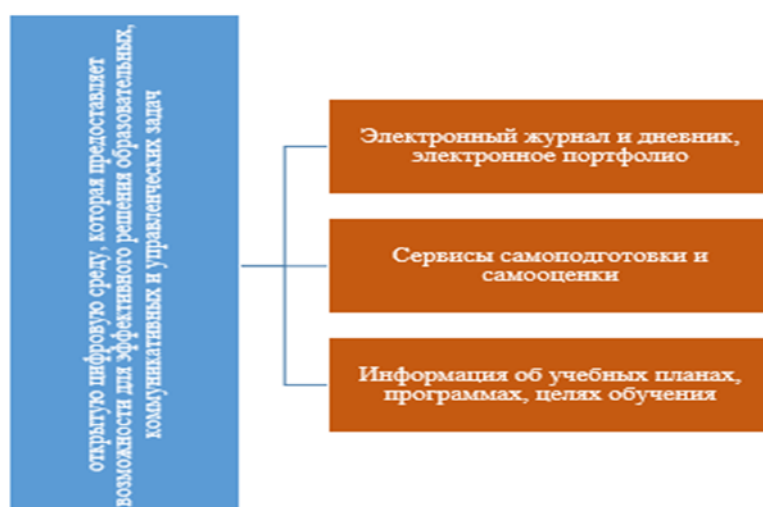 открытую цифровую среду, которая предоставляет
возможности для эффективного решения образовательных,
коммуникативных и управленческих задач
Электронный журнал и дневник,
электронное портфолио
Сервисы самоподготовки и
самооценки
Информация об учебных планах,
программах, целях обучения